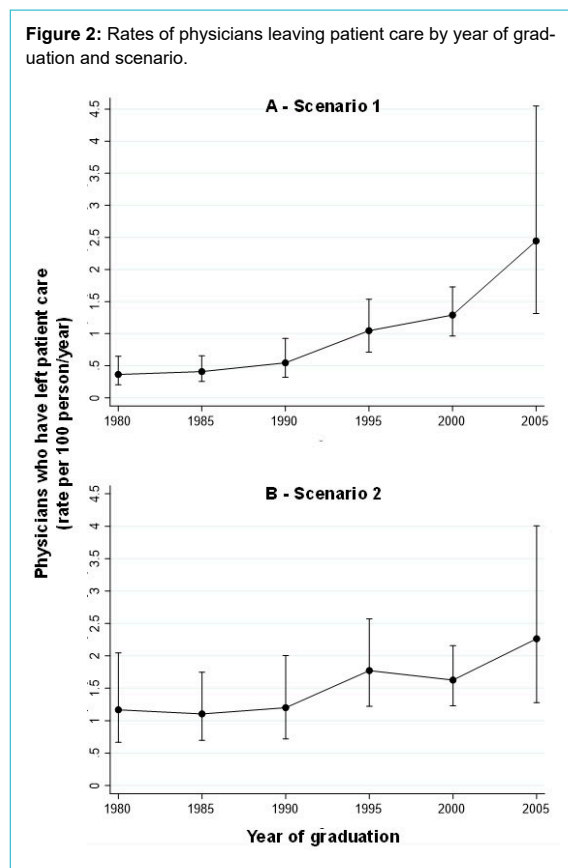 Figure 2: Rates of physicians leaving patient care by year of grad-
uation and scenario.
Physicians who have left patient care
(rate per 100 person/year)
A - Scenario 1
4.5
4
3.5
3
2.5
2
1.5
1
.5
0
1980 1985 1990 1995 2000 2005
B - Scenario 2
4.5
4
3.5
3
2.5
2
1.5
1
.5
0
1980 1985 1990 1995 2000 2005
Year of graduation